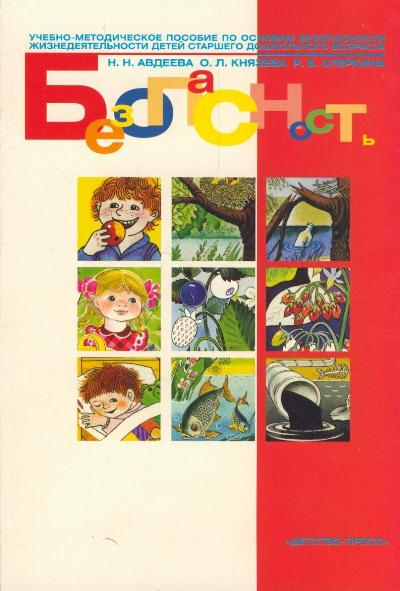 УЧЕБНО-МЕТОДИЧЕСКОЕ ПОСОБИЕ ПО ОСНОВАМ БЕЗОПАСНОСТИ
ЖИЗНЕДЕЯТЕЛЬНОСТИ ДЕТЕЙ СТАРШЕГО ДОШКОЛЬНОГО ВОЗРАСТА
Н. Н. АВДЕЕВА О. Л. КНЯЗЕВА Р. Б. СТЕРКИНА
БеЗОПаСНоСТЬ
«ДЕТСТВО-ПРЕСС»